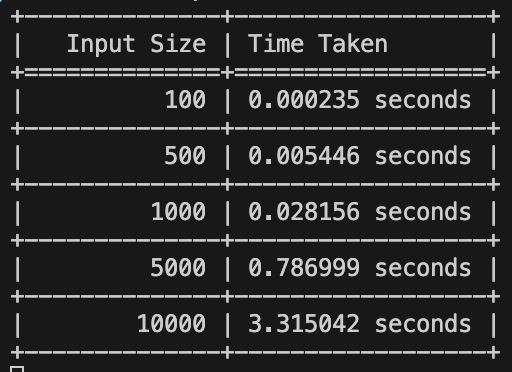 Input Size | Time Taken
100 | 0.000235 seconds
500 | 0.005446 seconds
1000 | 0.028156 seconds
5000 | 0.786999 seconds
10000 | 3.315042 seconds